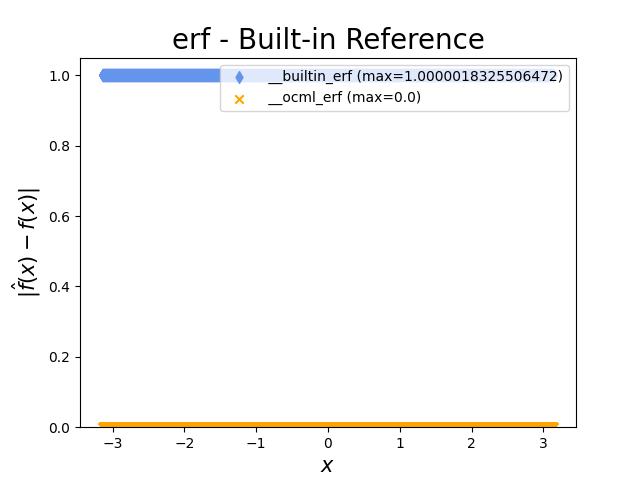 erf - Built-in Reference
__builtin_erf (max=1.0000018325506472)
__ocml_erf (max=0.0)
|f̂(x) − f(x)|
1.0
0.8
0.6
0.4
0.2
0.0
−3 −2 −1 0 1 2 3
x